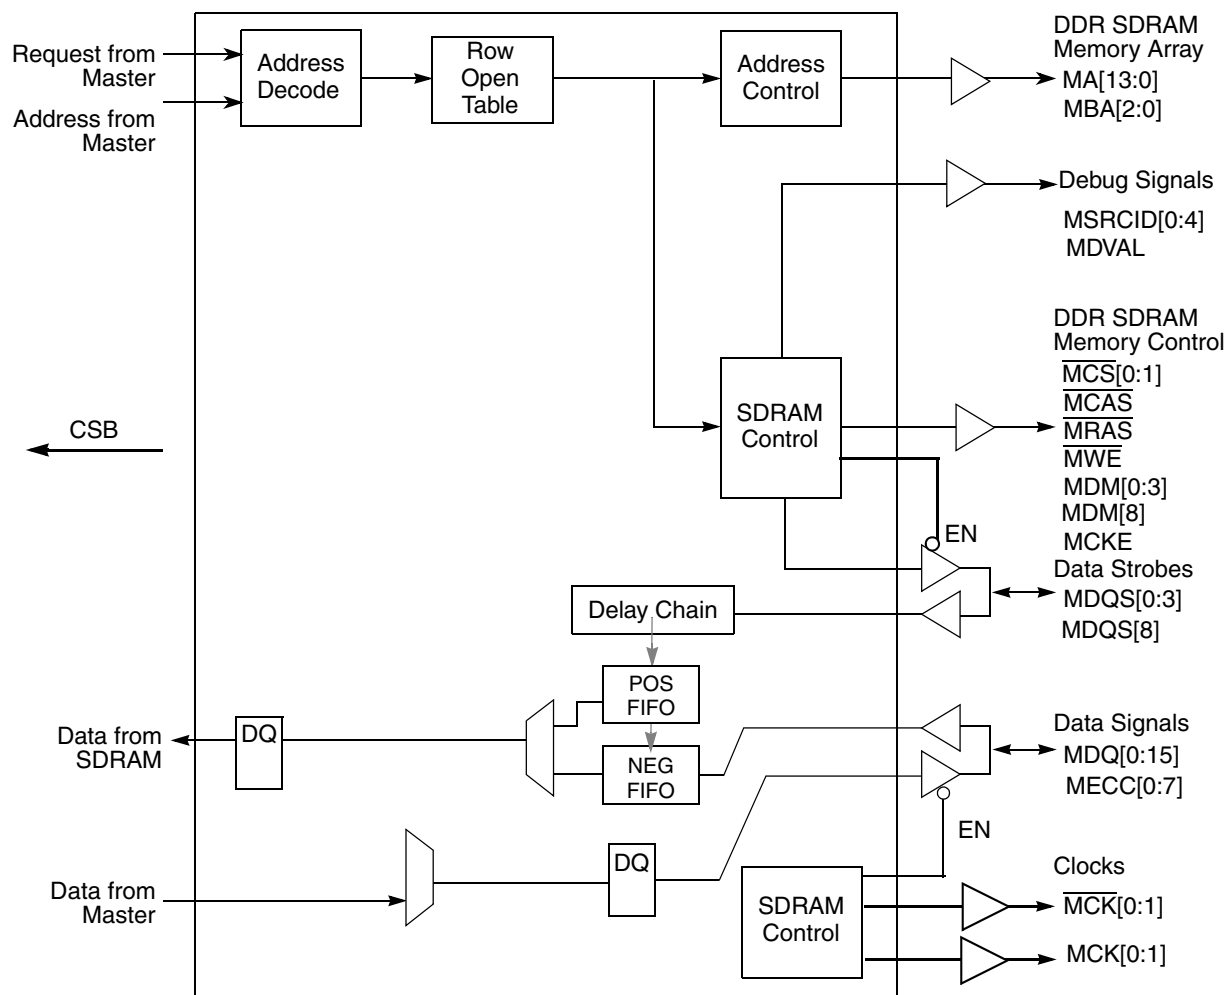 Request from
Master
Address from
Master
Address
Decode
Row
Open
Table
Address
Control
DDR SDRAM
Memory Array
MA[13:0]
MBA[2:0]
Debug Signals
MSRCID[0:4]
MDVAL
DDR SDRAM
Memory Control
MCS[0:1]
MCAS
MRAS
MWE
MDM[0:3]
MDM[8]
MCKE
CSB
SDRAM
Control
EN
Data Strobes
MDQS[0:3]
MDQS[8]
Delay Chain
POS
FIFO
NEG
FIFO
Data from
SDRAM
DQ
Data Signals
MDQ[0:15]
MECC[0:7]
EN
Data from
Master
DQ
SDRAM
Control
Clocks
MCK[0:1]
MCK[0:1]